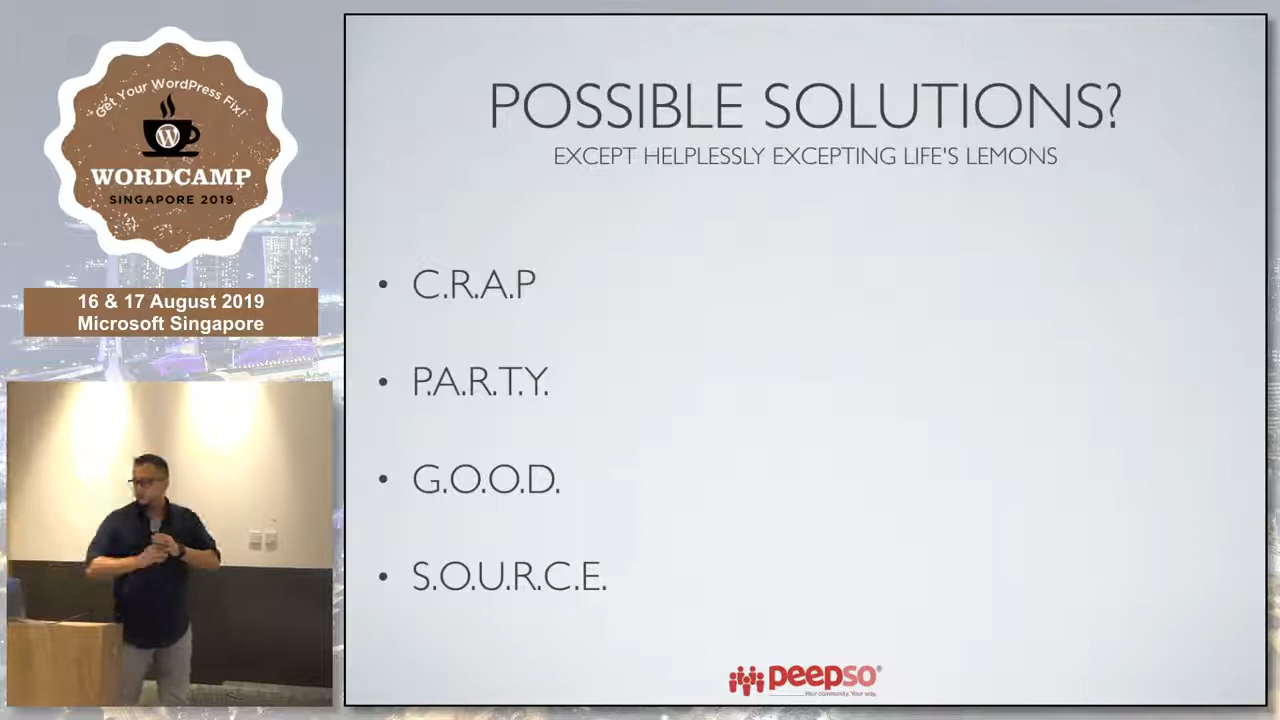 Get Your WordPress Fix!
W
WORDCAMP
SINGAPORE 2019
16 & 17 August 2019
Microsoft Singapore
POSSIBLE SOLUTIONS?
EXCEPT HELPLESSLY EXCEPTING LIFE'S LEMONS
• C.R.A.P
• P.A.R.T.Y.
• G.O.O.D.
• S.O.U.R.C.E.
peepso®
Your community. Your way.